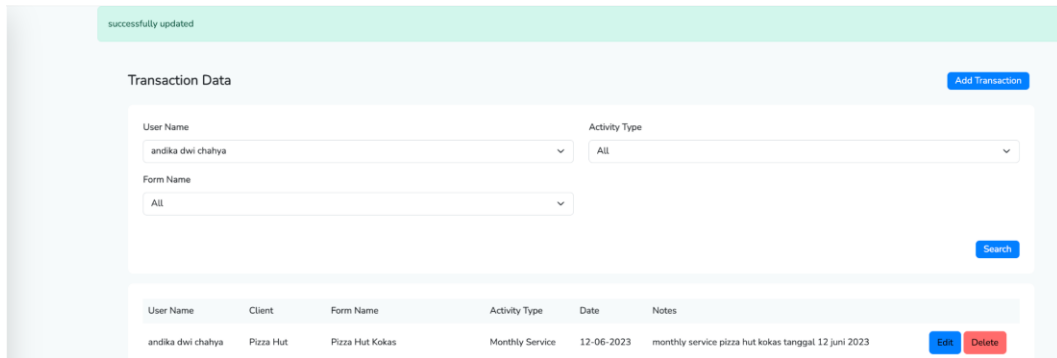 successfully updated
Transaction Data
Add Transaction
User Name
Activity Type
andika dwi chahya
All
Form Name
All
Search
User Name Client Form Name Activity Type Date Notes
andika dwi chahya Pizza Hut Pizza Hut Kokas Monthly Service 12-06-2023 monthly service pizza hut kokas tanggal 12 juni 2023 Edit Delete